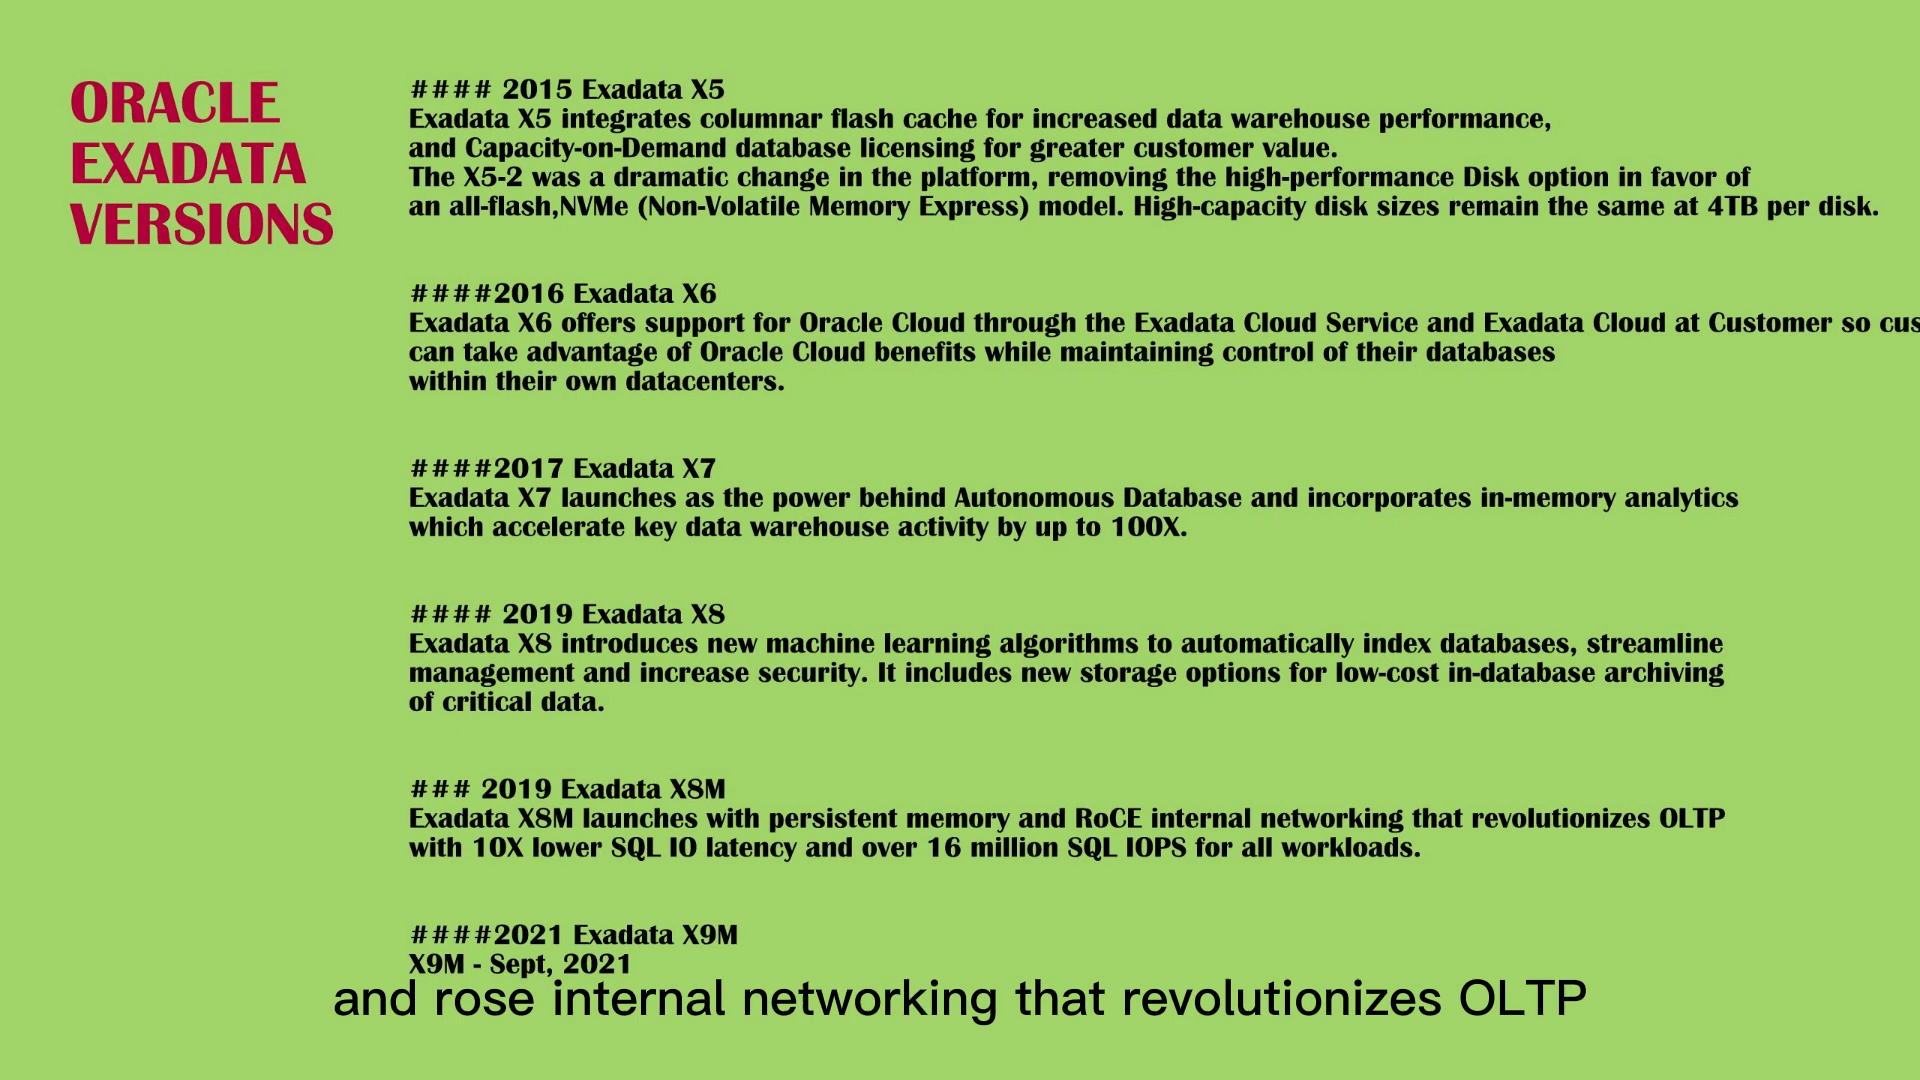 ORACLE
EXADATA
VERSIONS
#### 2015 Exadata X5
Exadata X5 integrates columnar flash cache for increased data warehouse performance,
and Capacity-on-Demand database licensing for greater customer value.
The X5-2 was a dramatic change in the platform, removing the high-performance Disk option in favor of
an all-flash,NVMe (Non-Volatile Memory Express) model. High-capacity disk sizes remain the same at 4TB per disk.
####2016 Exadata X6
Exadata X6 offers support for Oracle Cloud through the Exadata Cloud Service and Exadata Cloud at Customer so
can take advantage of Oracle Cloud benefits while maintaining control of their databases
within their own datacenters.
####2017 Exadata X7
Exadata X7 launches as the power behind Autonomous Database and incorporates in-memory analytics
which accelerate key data warehouse activity by up to 100X.
#### 2019 Exadata X8
Exadata X8 introduces new machine learning algorithms to automatically index databases, streamline
management and increase security. It includes new storage options for low-cost in-database archiving
of critical data.
### 2019 Exadata X8M
Exadata X8M launches with persistent memory and RoCE internal networking that revolutionizes OLTP
with 10X lower SQL IO latency and over 16 million SQL IOPS for all workloads.
####2021 Exadata X9M
X9M - Sept, 2021
and rose internal networking that revolutionizes OLTP